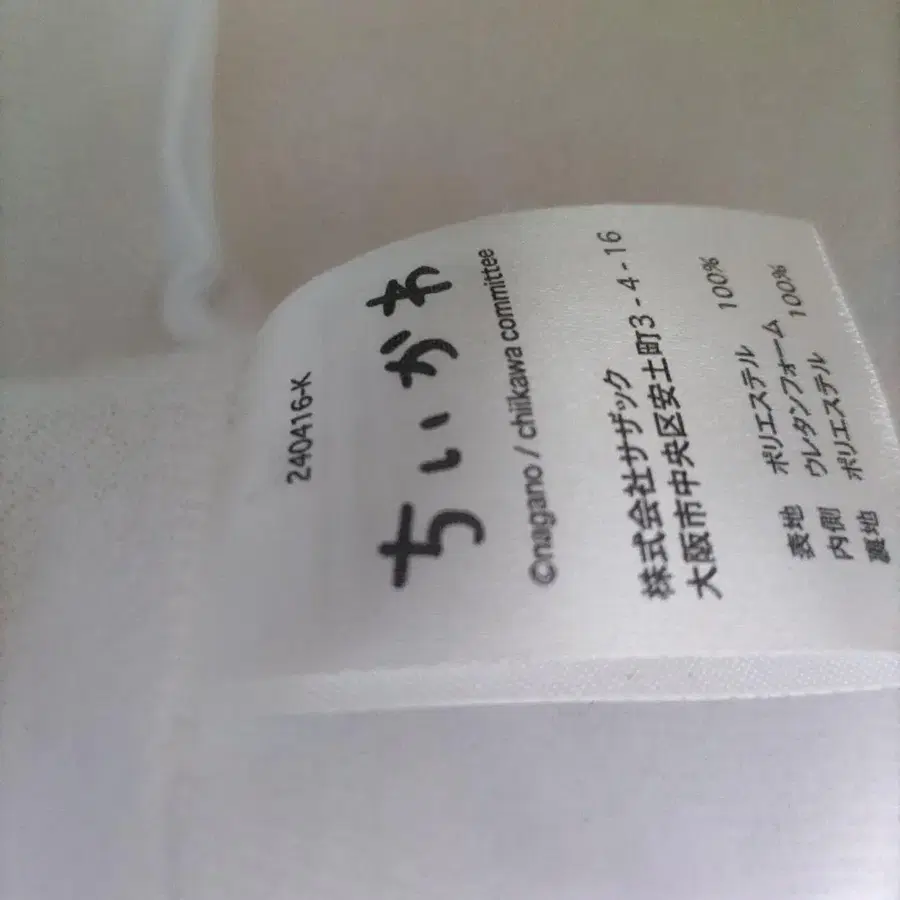 240416-K
ちいかわ
©nagano / chiikawa committee
株式会社サザック
大阪市中央区安土町3-4-16
表地 ポリエステル 100%
内側 ウレタンフォーム
裏地 ポリエステル 100%